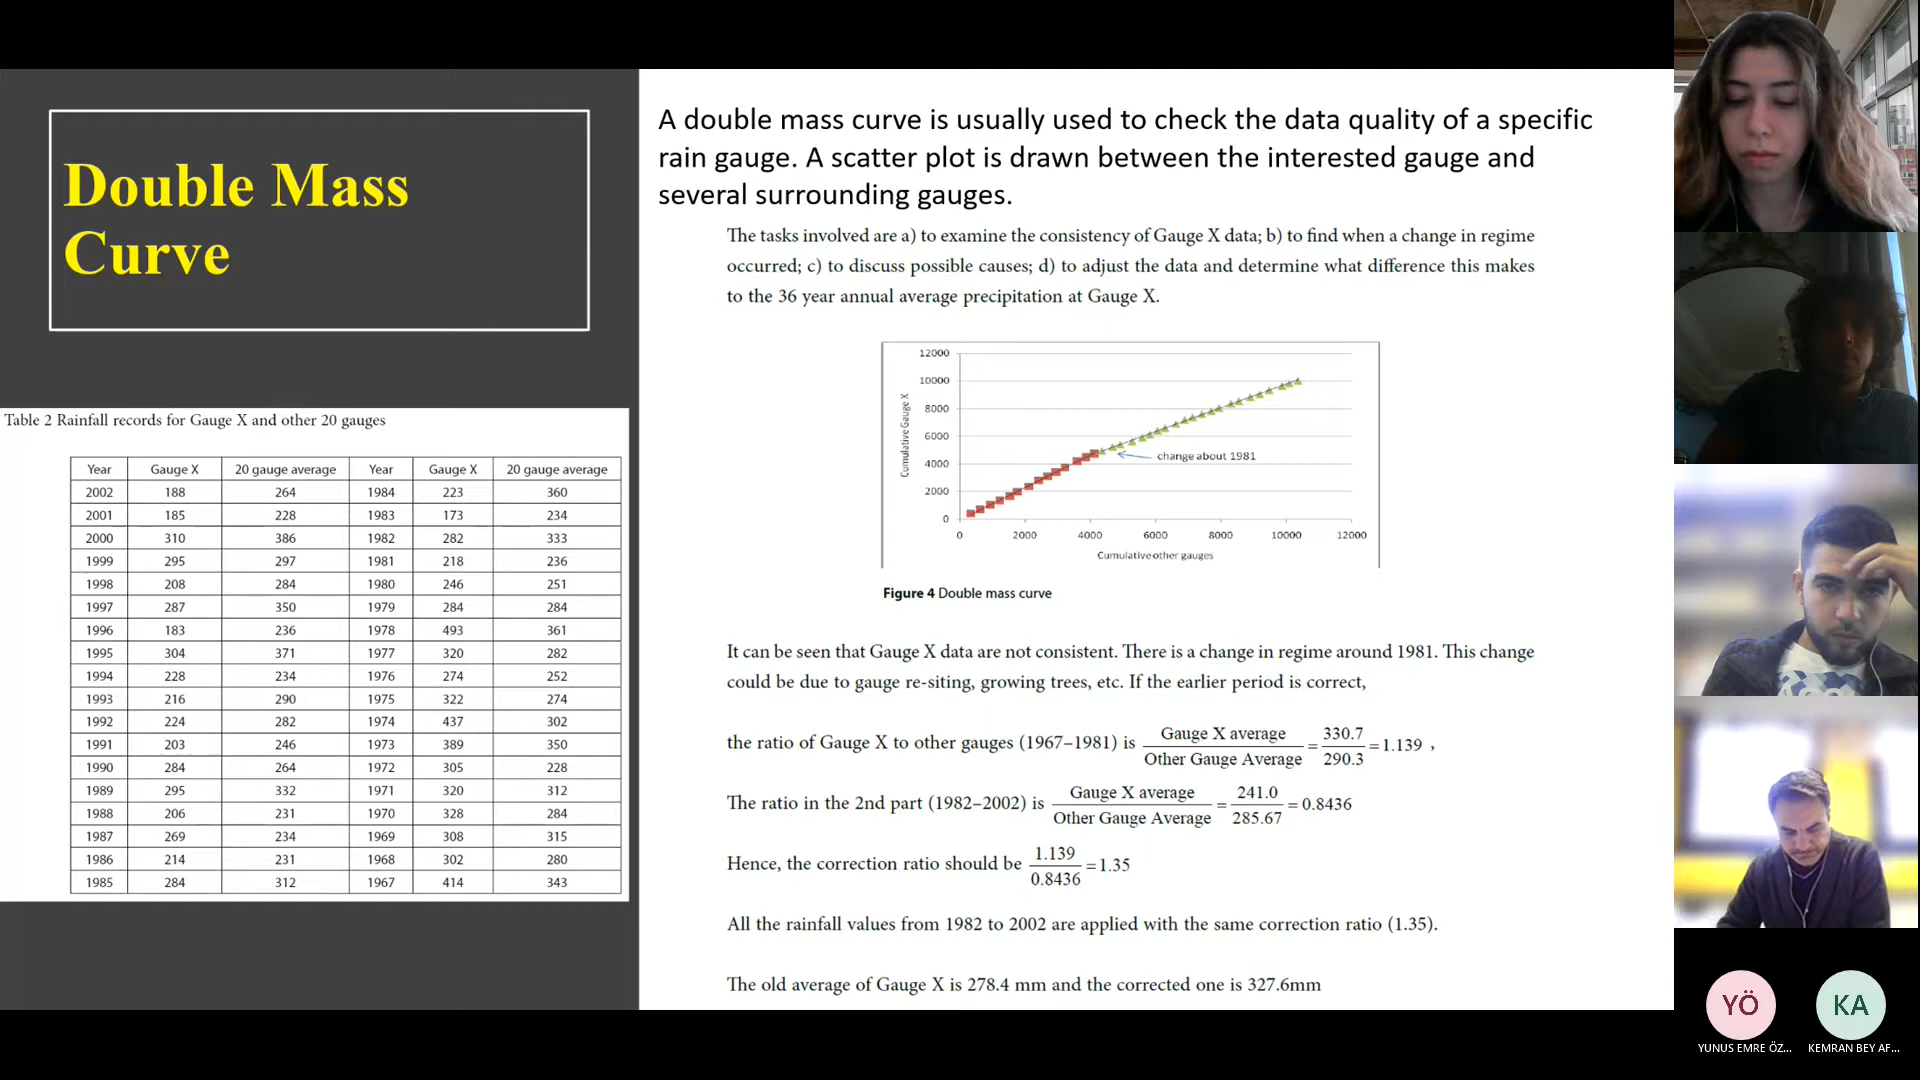 Double Mass
Curve
Table 2 Rainfall records for Gauge X and other 20 gauges
Year Gauge X 20 gauge average Year Gauge X 20 gauge average
2002 188 264 1984 223 360
2001 185 228 1983 173 234
2000 310 386 1982 282 333
1999 295 297 1981 218 236
1998 208 284 1980 246 251
1997 287 350 1979 284 284
1996 183 236 1978 493 361
1995 304 371 1977 320 282
1994 228 234 1976 274 252
1993 216 290 1975 322 274
1992 224 282 1974 437 302
1991 203 246 1973 389 350
1990 284 264 1972 305 228
1989 295 332 1971 320 312
1988 206 231 1970 328 284
1987 269 234 1969 308 315
1986 214 231 1968 302 280
1985 284 312 1967 414 343
A double mass curve is usually used to check the data quality of a specific
rain gauge. A scatter plot is drawn between the interested gauge and
several surrounding gauges.
The tasks involved are a) to examine the consistency of Gauge X data; b) to find when a change in regime
occurred; c) to discuss possible causes; d) to adjust the data and determine what difference this makes
to the 36 year annual average precipitation at Gauge X.
Cumulative Gauge X
12000
10000
8000
6000
4000
2000
0
change about 1981
0 2000 4000 6000 8000 10000 12000
Cumulative other gauges
Figure 4 Double mass curve
It can be seen that Gauge X data are not consistent. There is a change in regime around 1981. This change
could be due to gauge re-siting, growing trees, etc. If the earlier period is correct,
the ratio of Gauge X to other gauges (1967–1981) is Gauge X average / Other Gauge Average = 330.7 / 290.3 = 1.139 ,
The ratio in the 2nd part (1982–2002) is Gauge X average / Other Gauge Average = 241.0 / 285.67 = 0.8436
Hence, the correction ratio should be 1.139 / 0.8436 = 1.35
All the rainfall values from 1982 to 2002 are applied with the same correction ratio (1.35).
The old average of Gauge X is 278.4 mm and the corrected one is 327.6mm
YÖ KA
YUNUS EMRE ÖZ... KEMRAN BEY AF...